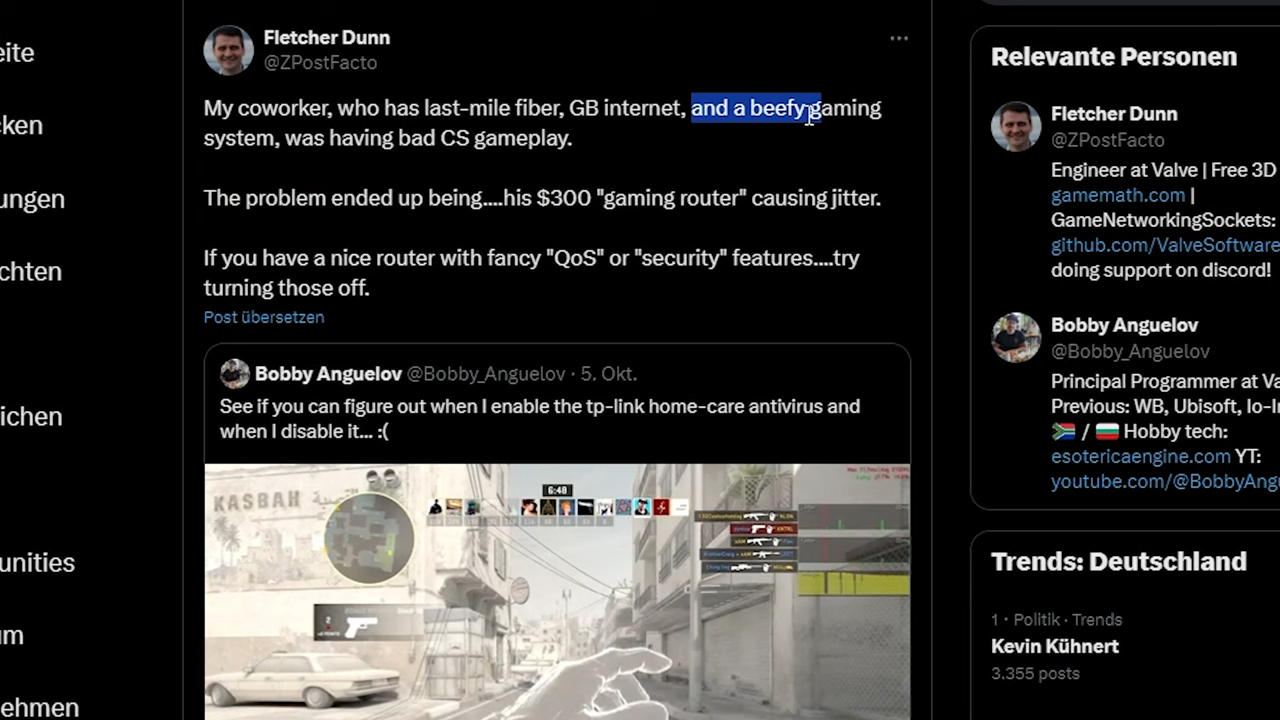 eite
cken
ungen
chten
ichen
unities
um
ehmen
Fletcher Dunn
@ZPostFacto
My coworker, who has last-mile fiber, GB internet, and a beefy gaming
system, was having bad CS gameplay.
The problem ended up being....his $300 "gaming router" causing jitter.
If you have a nice router with fancy "QoS" or "security" features....try
turning those off.
Post übersetzen
Bobby Anguelov @Bobby_Anguelov · 5. Okt.
See if you can figure out when I enable the tp-link home-care antivirus and
when I disable it... :(
KASBAH
6:48
Relevante Personen
Fletcher Dunn
@ZPostFacto
Engineer at Valve | Free 3D
gamemath.com |
GameNetworkingSockets:
github.com/ValveSoftware
doing support on discord!
Bobby Anguelov
@Bobby_Anguelov
Principal Programmer at Va
Previous: WB, Ubisoft, Io-In
🇿🇦 / 🇧🇬 Hobby tech:
esotericaengine.com YT:
youtube.com/@BobbyAngu
Trends: Deutschland
1 · Politik · Trends
Kevin Kühnert
3.355 posts